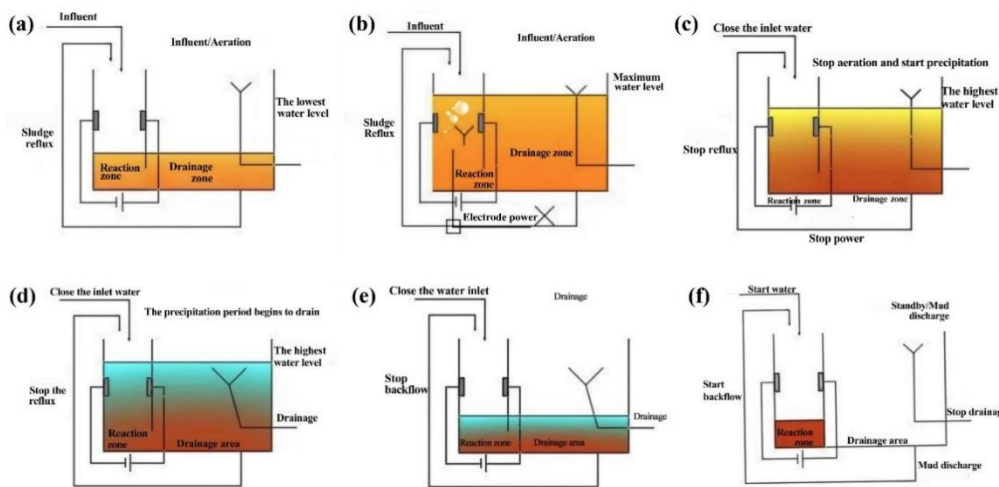 (a)
Influent
Influent/Aeration
The lowest
water level
Sludge
reflux
Reaction
zone
Drainage
zone
(b)
Influent
Influent/Aeration
Maximum
water level
Sludge
Reflux
Drainage zone
Reaction
zone
Electrode power
(c)
Close the inlet water
Stop aeration and start precipitation
The highest
water level
Stop reflux
Reaction zone
Drainage zone
Stop power
(d)
Close the inlet water
The precipitation period begins to drain
The highest
water level
Stop the
reflux
Drainage
Reaction
zone
Drainage area
(e)
Close the water inlet
Drainage
Stop
backflow
Drainage
Reaction zone
Drainage area
(f)
Start water
Standby/Mud
discharge
Start
backflow
Stop drainage
Reaction
zone
Drainage area
Mud discharge